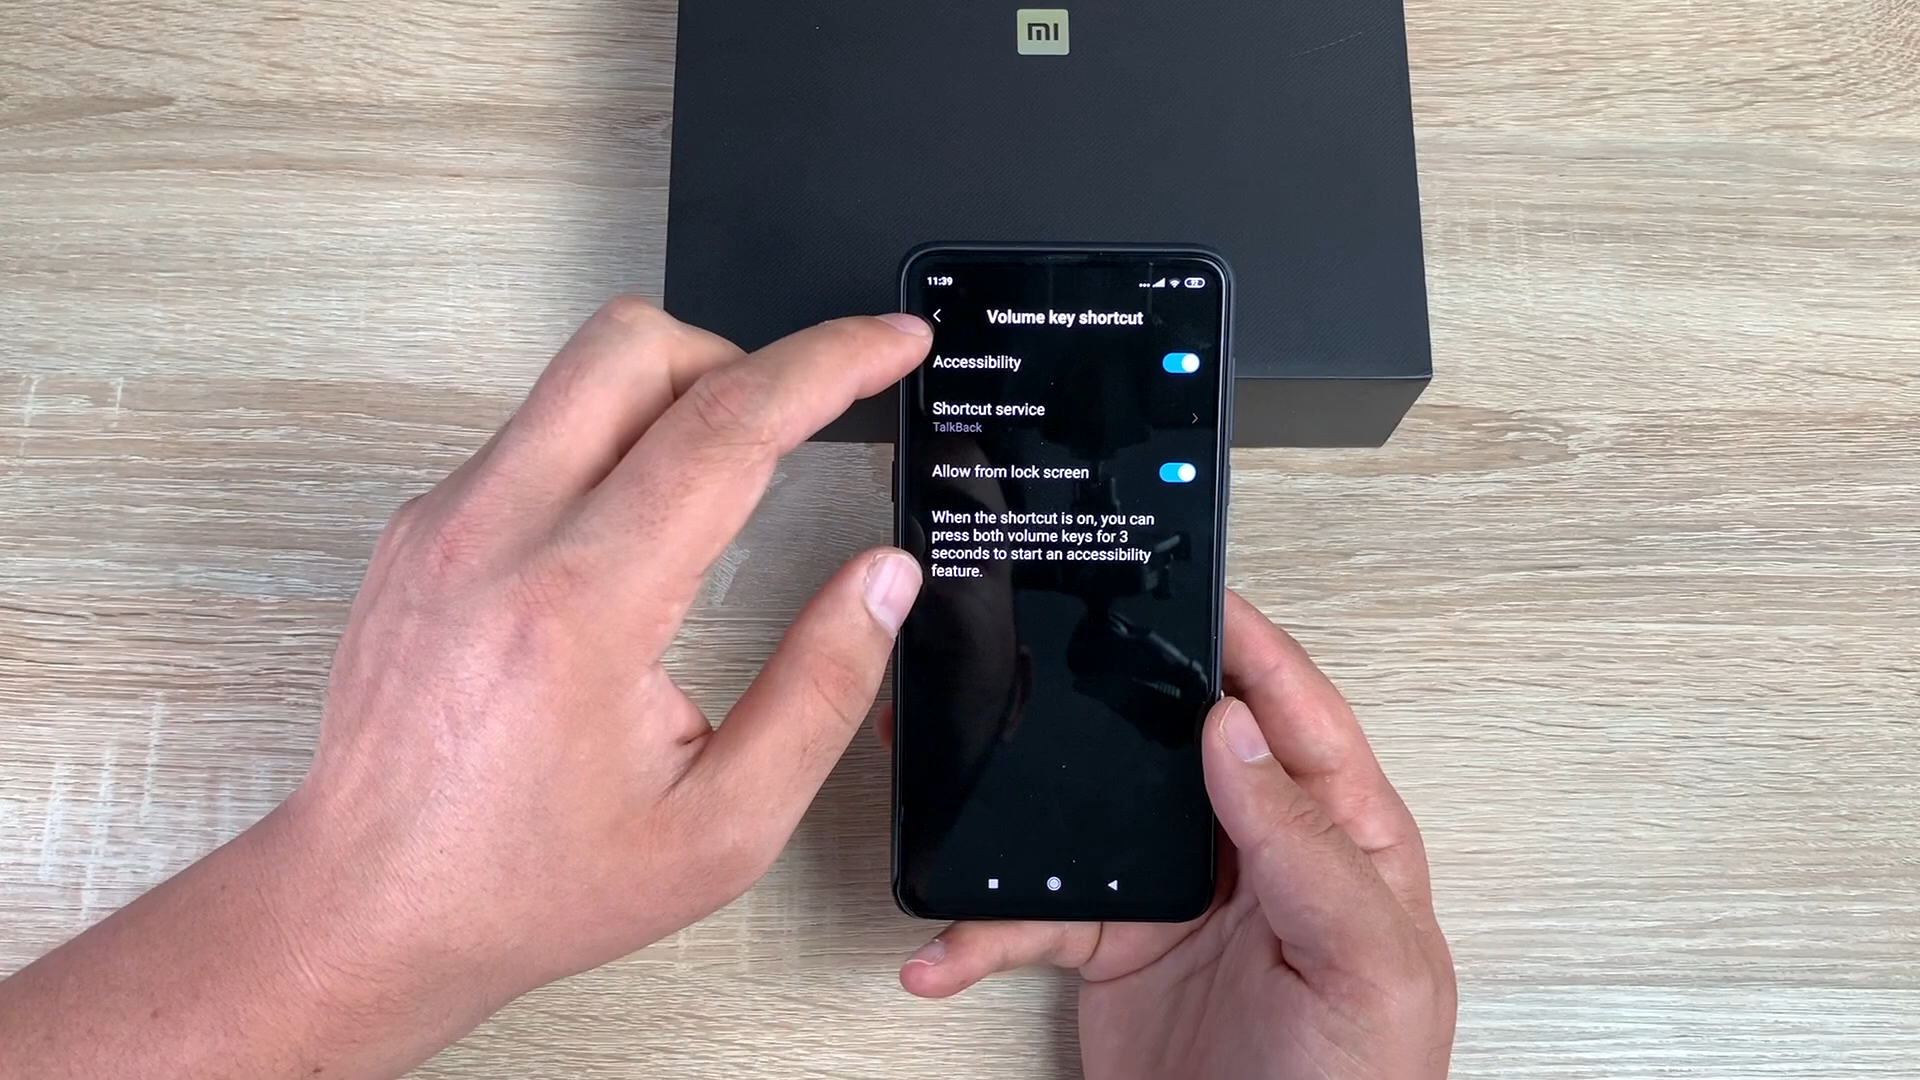 mi
11:39
Volume key shortcut
Accessibility
Shortcut service
TalkBack
Allow from lock screen
When the shortcut is on, you can
press both volume keys for 3
seconds to start an accessibility
feature.